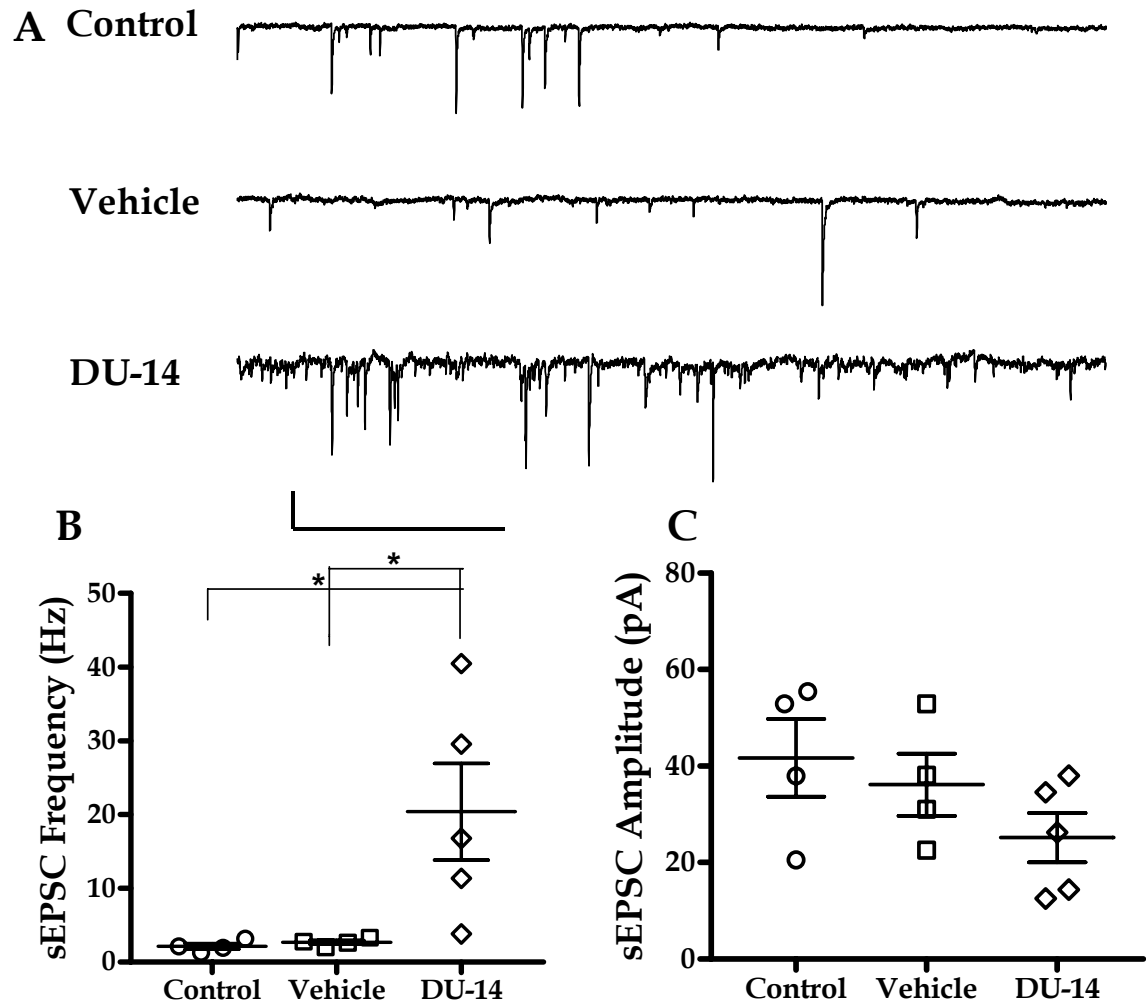 A Control
Vehicle
DU-14
B
* *
sEPSC Frequency (Hz)
50
40
30
20
10
0
Control Vehicle DU-14
C
sEPSC Amplitude (pA)
80
60
40
20
0
Control Vehicle DU-14